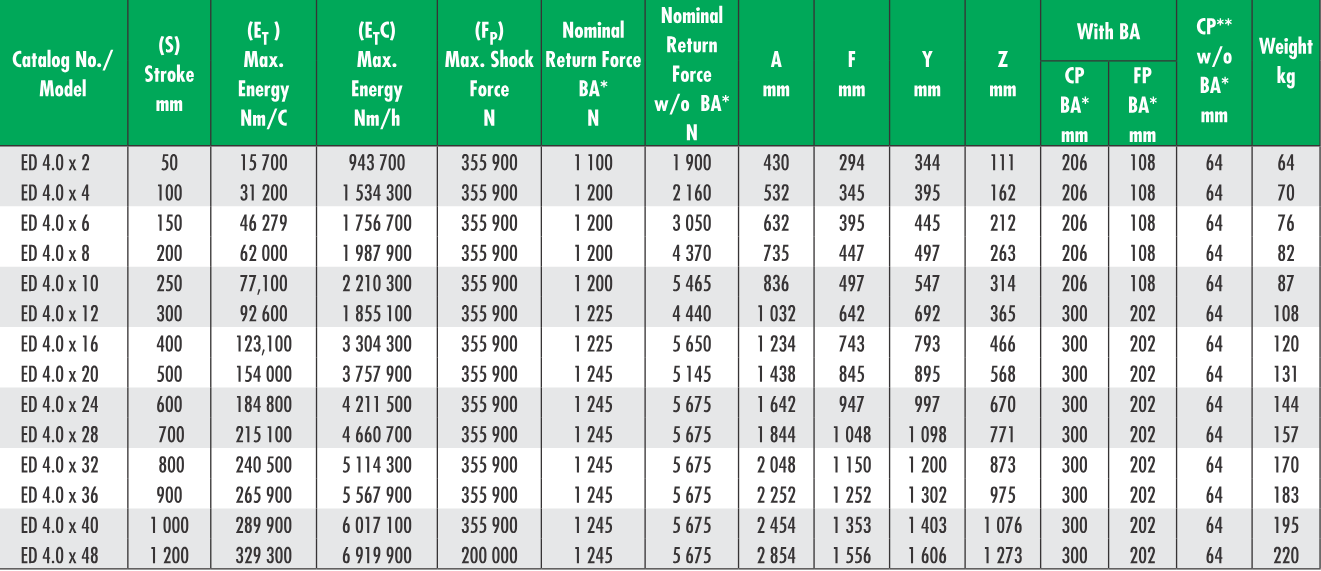 Catalog No./ Model | (S) Stroke mm | (ET ) Max. Energy Nm/C | (ETC) Max. Energy Nm/h | (FP) Max. Shock Force N | Nominal Return Force BA* N | Nominal Return Force w/o BA* N | A mm | F mm | Y mm | Z mm | With BA CP BA* mm | With BA FP BA* mm | CP** w/o BA* mm | Weight kg
ED 4.0 x 2 50 15 700 943 700 355 900 1 100 1 900 430 294 344 111 206 108 64 64
ED 4.0 x 4 100 31 200 1 534 300 355 900 1 200 2 160 532 345 395 162 206 108 64 70
ED 4.0 x 6 150 46 279 1 756 700 355 900 1 200 3 050 632 395 445 212 206 108 64 76
ED 4.0 x 8 200 62 000 1 987 900 355 900 1 200 4 370 735 447 497 263 206 108 64 82
ED 4.0 x 10 250 77,100 2 210 300 355 900 1 200 5 465 836 497 547 314 206 108 64 87
ED 4.0 x 12 300 92 600 1 855 100 355 900 1 225 4 440 1 032 642 692 365 300 202 64 108
ED 4.0 x 16 400 123,100 3 304 300 355 900 1 225 5 650 1 234 743 793 466 300 202 64 120
ED 4.0 x 20 500 154 000 3 757 900 355 900 1 245 5 145 1 438 845 895 568 300 202 64 131
ED 4.0 x 24 600 184 800 4 211 500 355 900 1 245 5 675 1 642 947 997 670 300 202 64 144
ED 4.0 x 28 700 215 100 4 660 700 355 900 1 245 5 675 1 844 1 048 1 098 771 300 202 64 157
ED 4.0 x 32 800 240 500 5 114 300 355 900 1 245 5 675 2 048 1 150 1 200 873 300 202 64 170
ED 4.0 x 36 900 265 900 5 567 900 355 900 1 245 5 675 2 252 1 252 1 302 975 300 202 64 183
ED 4.0 x 40 1 000 289 900 6 017 100 355 900 1 245 5 675 2 454 1 353 1 403 1 076 300 202 64 195
ED 4.0 x 48 1 200 329 300 6 919 900 200 000 1 245 5 675 2 854 1 556 1 606 1 273 300 202 64 220